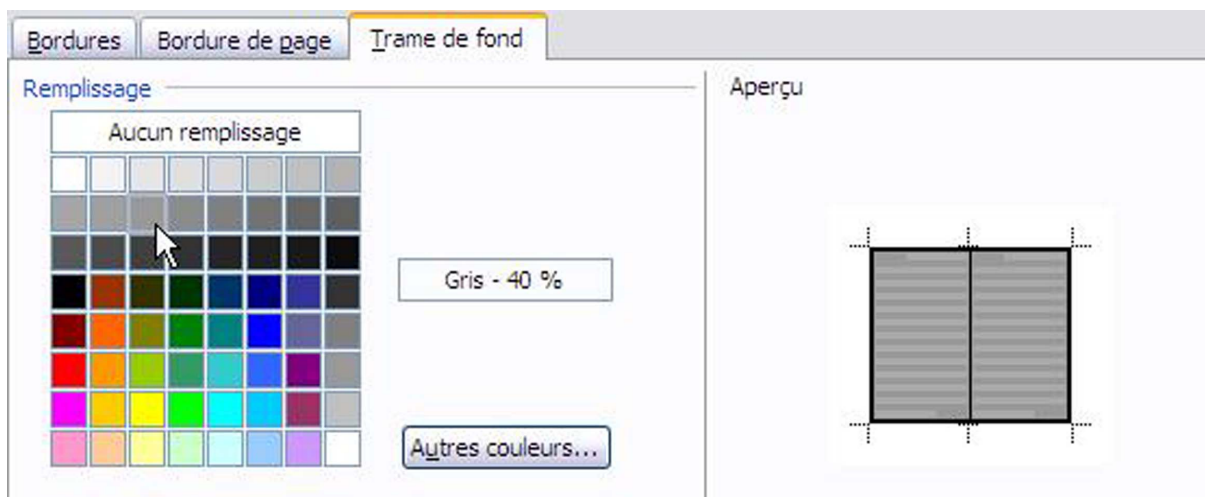 Bordures Bordure de page Trame de fond
Remplissage
Aperçu
Aucun remplissage
Gris - 40 %
Autres couleurs...